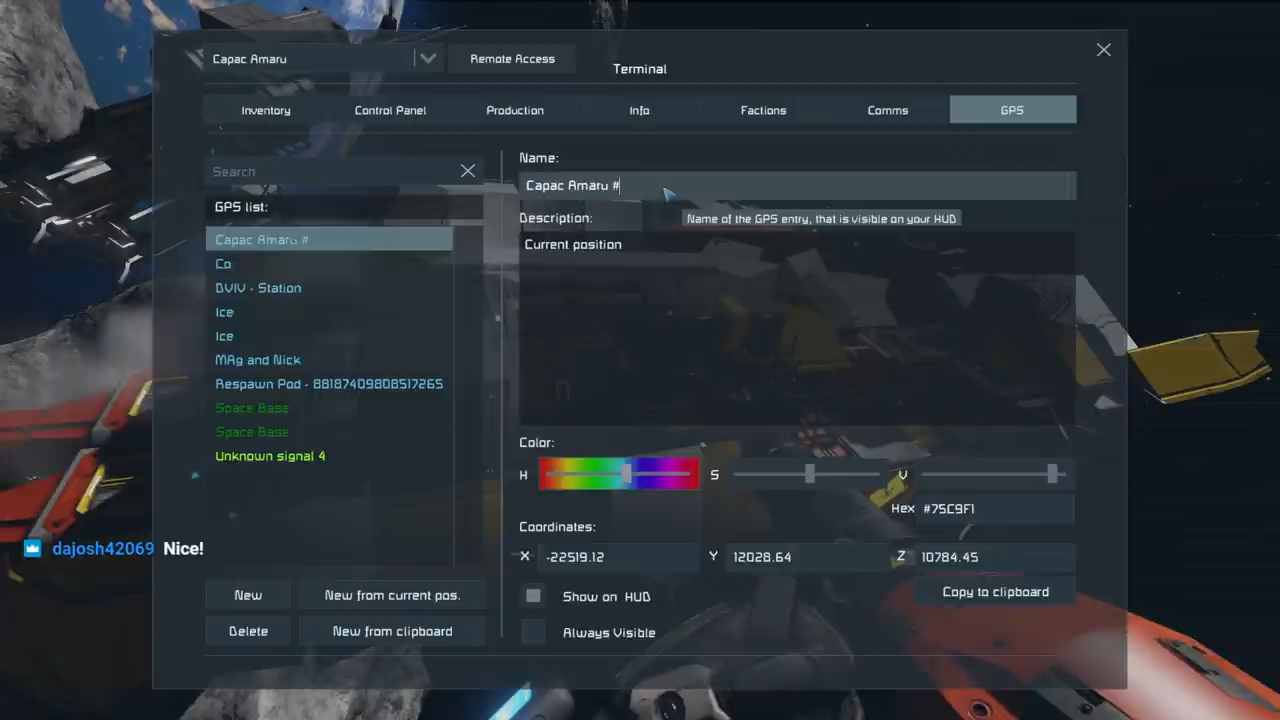 Capac Amaru
Remote Access
Terminal
Inventory
Control Panel
Production
Info
Factions
Comms
GPS
Search
GPS list:
Capac Amaru #
Co
DVIV - Station
Ice
Ice
MAg and Nick
Respawn Pod - 88187409808517265
Space Base
Space Base
Unknown signal 4
New
New from current pos.
Delete
New from clipboard
Name:
Capac Amaru #
Description:
Name of the GPS entry, that is visible on your HUD
Current position
Color:
H
S
V
Hex #75C9F1
Coordinates:
X -22519.12
Y 12028.64
Z 10784.45
Show on HUD
Copy to clipboard
Always Visible
dajosh42069 Nice!